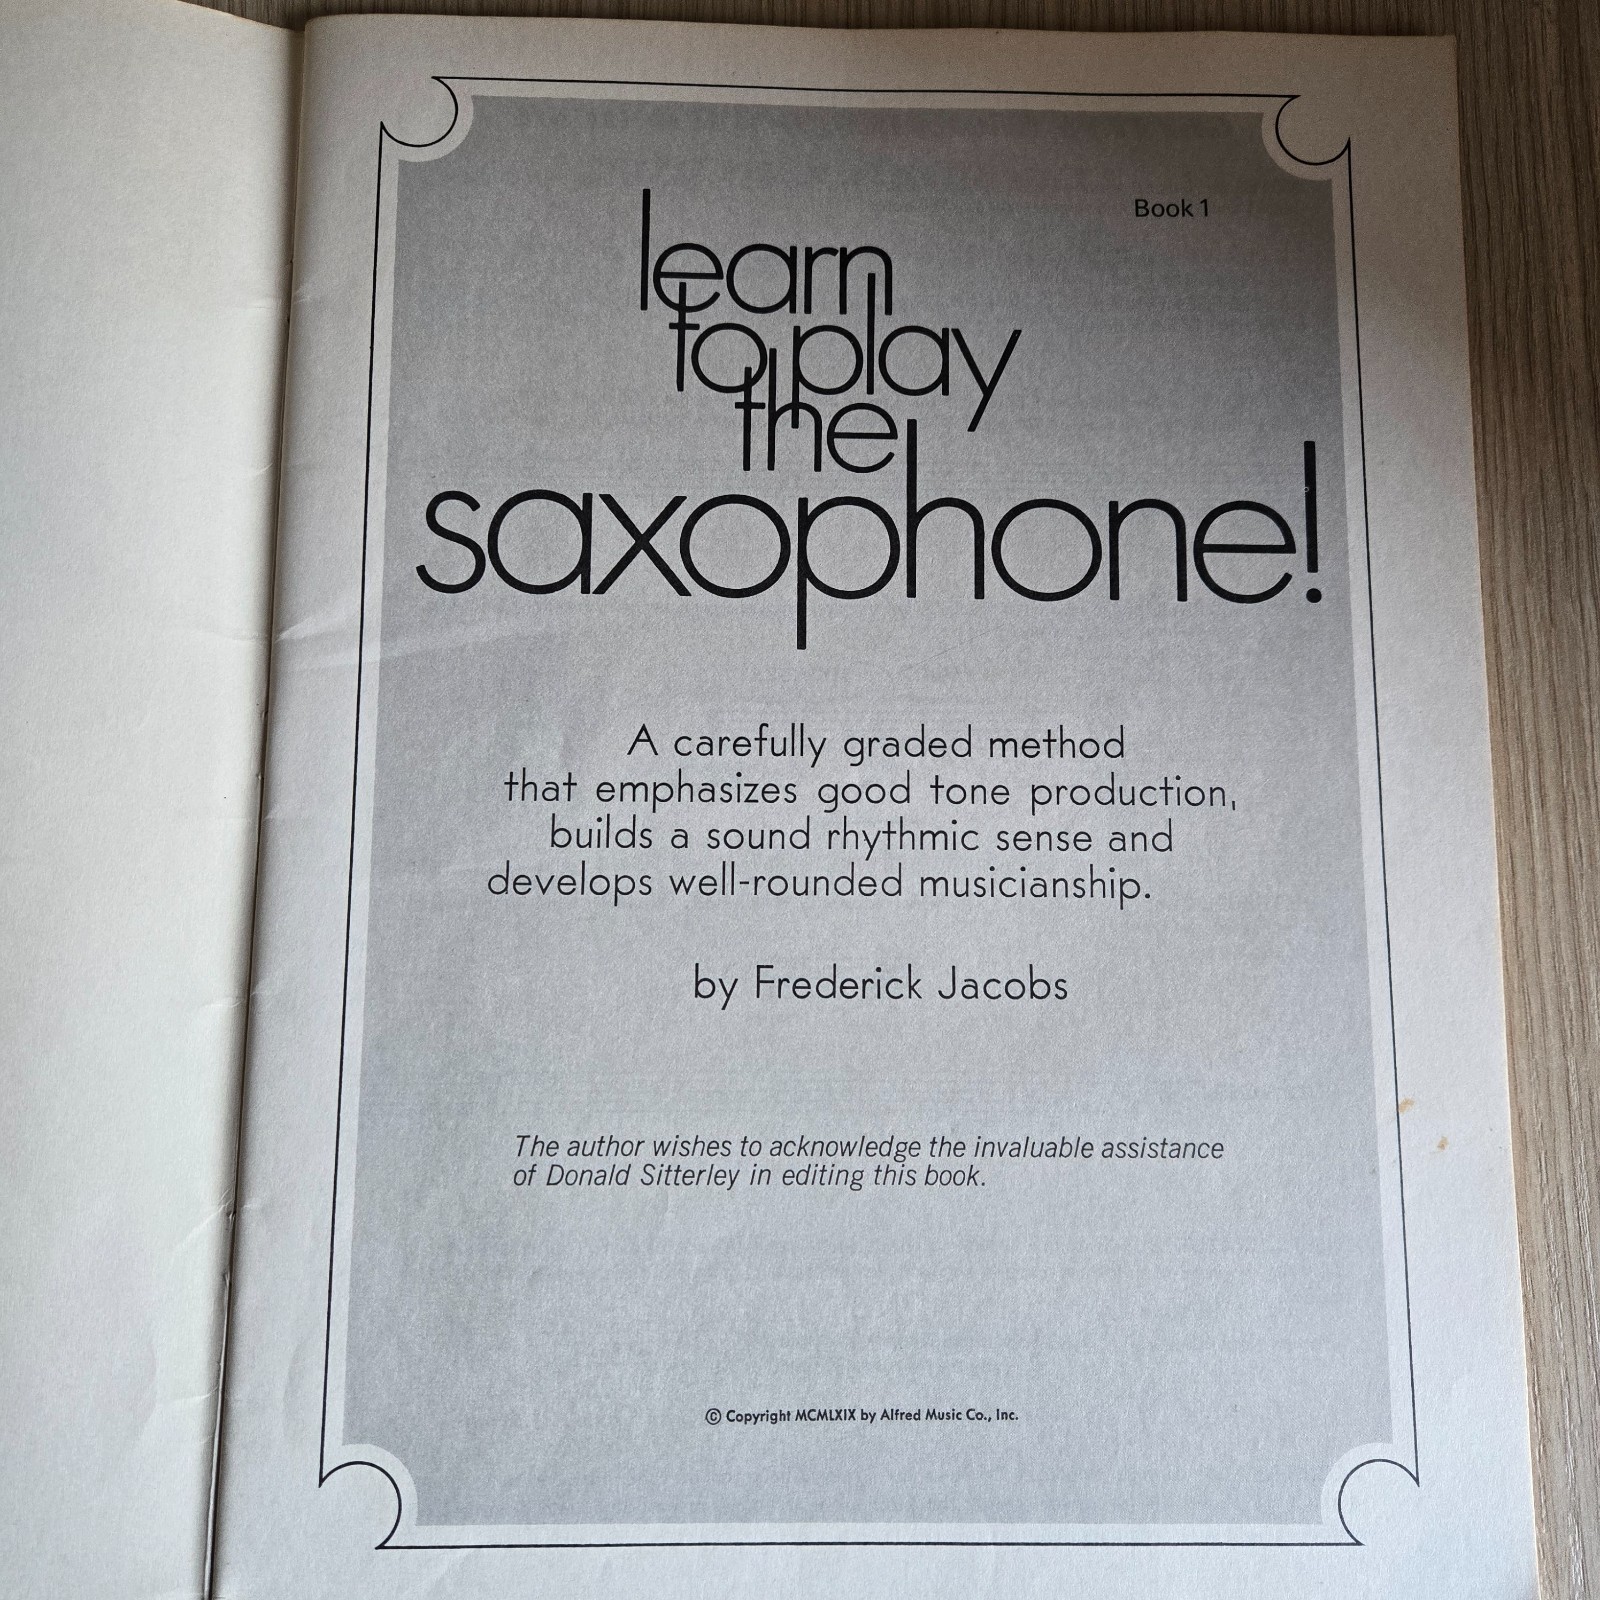 Book 1
learn
to play
the
saxophone!
A carefully graded method
that emphasizes good tone production,
builds a sound rhythmic sense and
develops well-rounded musicianship.
by Frederick Jacobs
The author wishes to acknowledge the invaluable assistance
of Donald Sitterley in editing this book.
© Copyright MCMLXIX by Alfred Music Co., Inc.